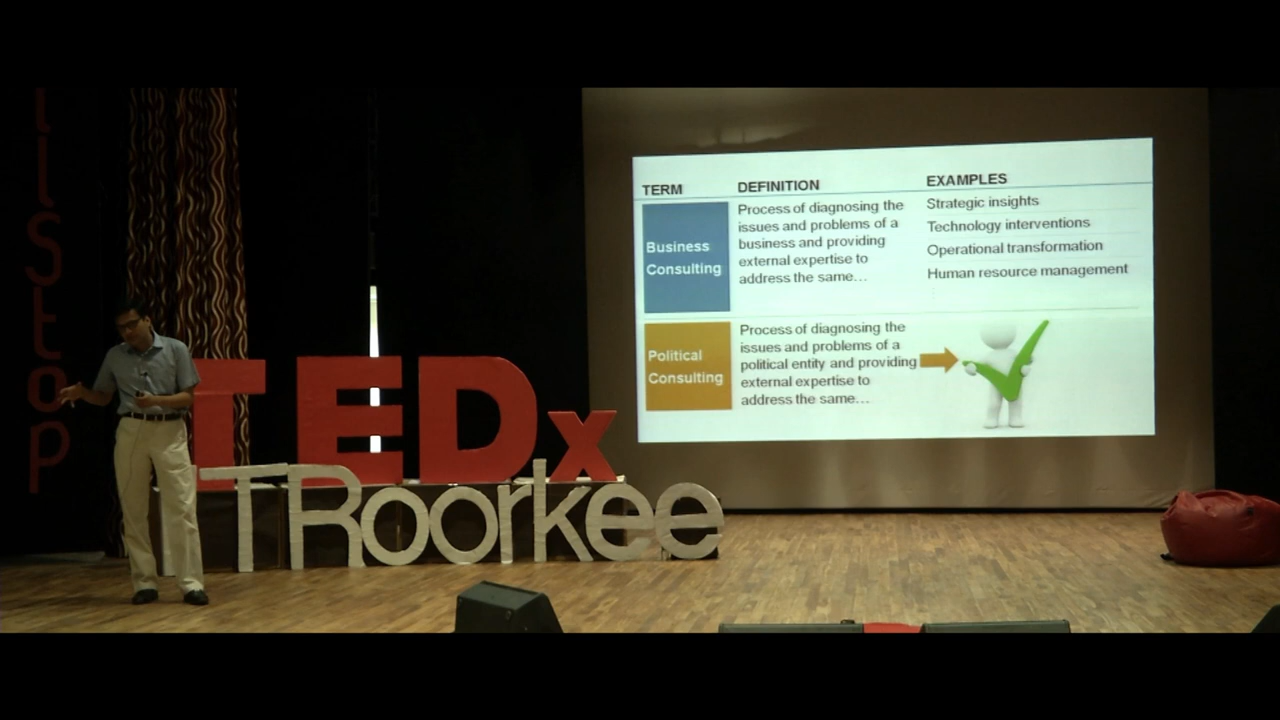 TEDx
ITRoorkee
TERM DEFINITION EXAMPLES
Business
Consulting
Process of diagnosing the
issues and problems of a
business and providing
external expertise to
address the same…
Strategic insights
Technology interventions
Operational transformation
Human resource management
Political
Consulting
Process of diagnosing the
issues and problems of a
political entity and providing
external expertise to
address the same…